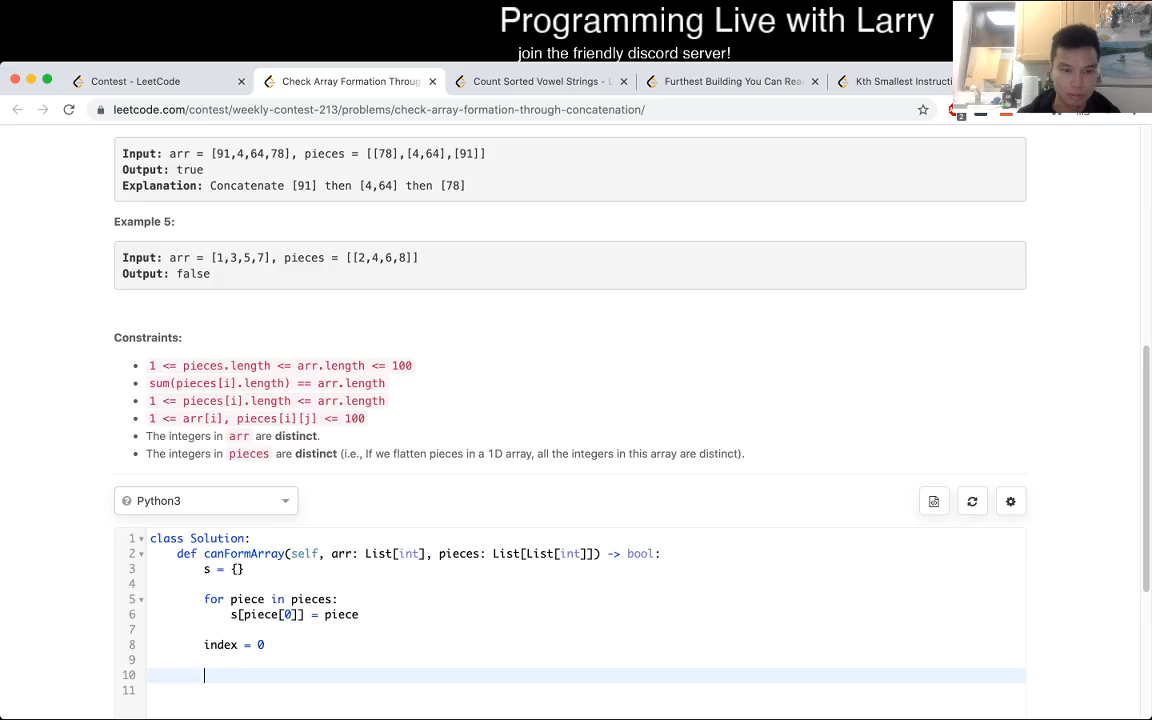 Programming Live with Larry
join the friendly discord server!
Contest - LeetCode
Check Array Formation Throug
Count Sorted Vowel Strings - L
Furthest Building You Can Rea
Kth Smallest Instructi
leetcode.com/contest/weekly-contest-213/problems/check-array-formation-through-concatenation/
2
Input: arr = [91,4,64,78], pieces = [[78],[4,64],[91]]
Output: true
Explanation: Concatenate [91] then [4,64] then [78]
Example 5:
Input: arr = [1,3,5,7], pieces = [[2,4,6,8]]
Output: false
Constraints:
1 <= pieces.length <= arr.length <= 100
sum(pieces[i].length) == arr.length
1 <= pieces[i].length <= arr.length
1 <= arr[i], pieces[i][j] <= 100
The integers in arr are distinct.
The integers in pieces are distinct (i.e., If we flatten pieces in a 1D array, all the integers in this array are distinct).
Python3
1 class Solution:
2 def canFormArray(self, arr: List[int], pieces: List[List[int]]) -> bool:
3 s = {}
4
5 for piece in pieces:
6 s[piece[0]] = piece
7
8 index = 0
9
10
11